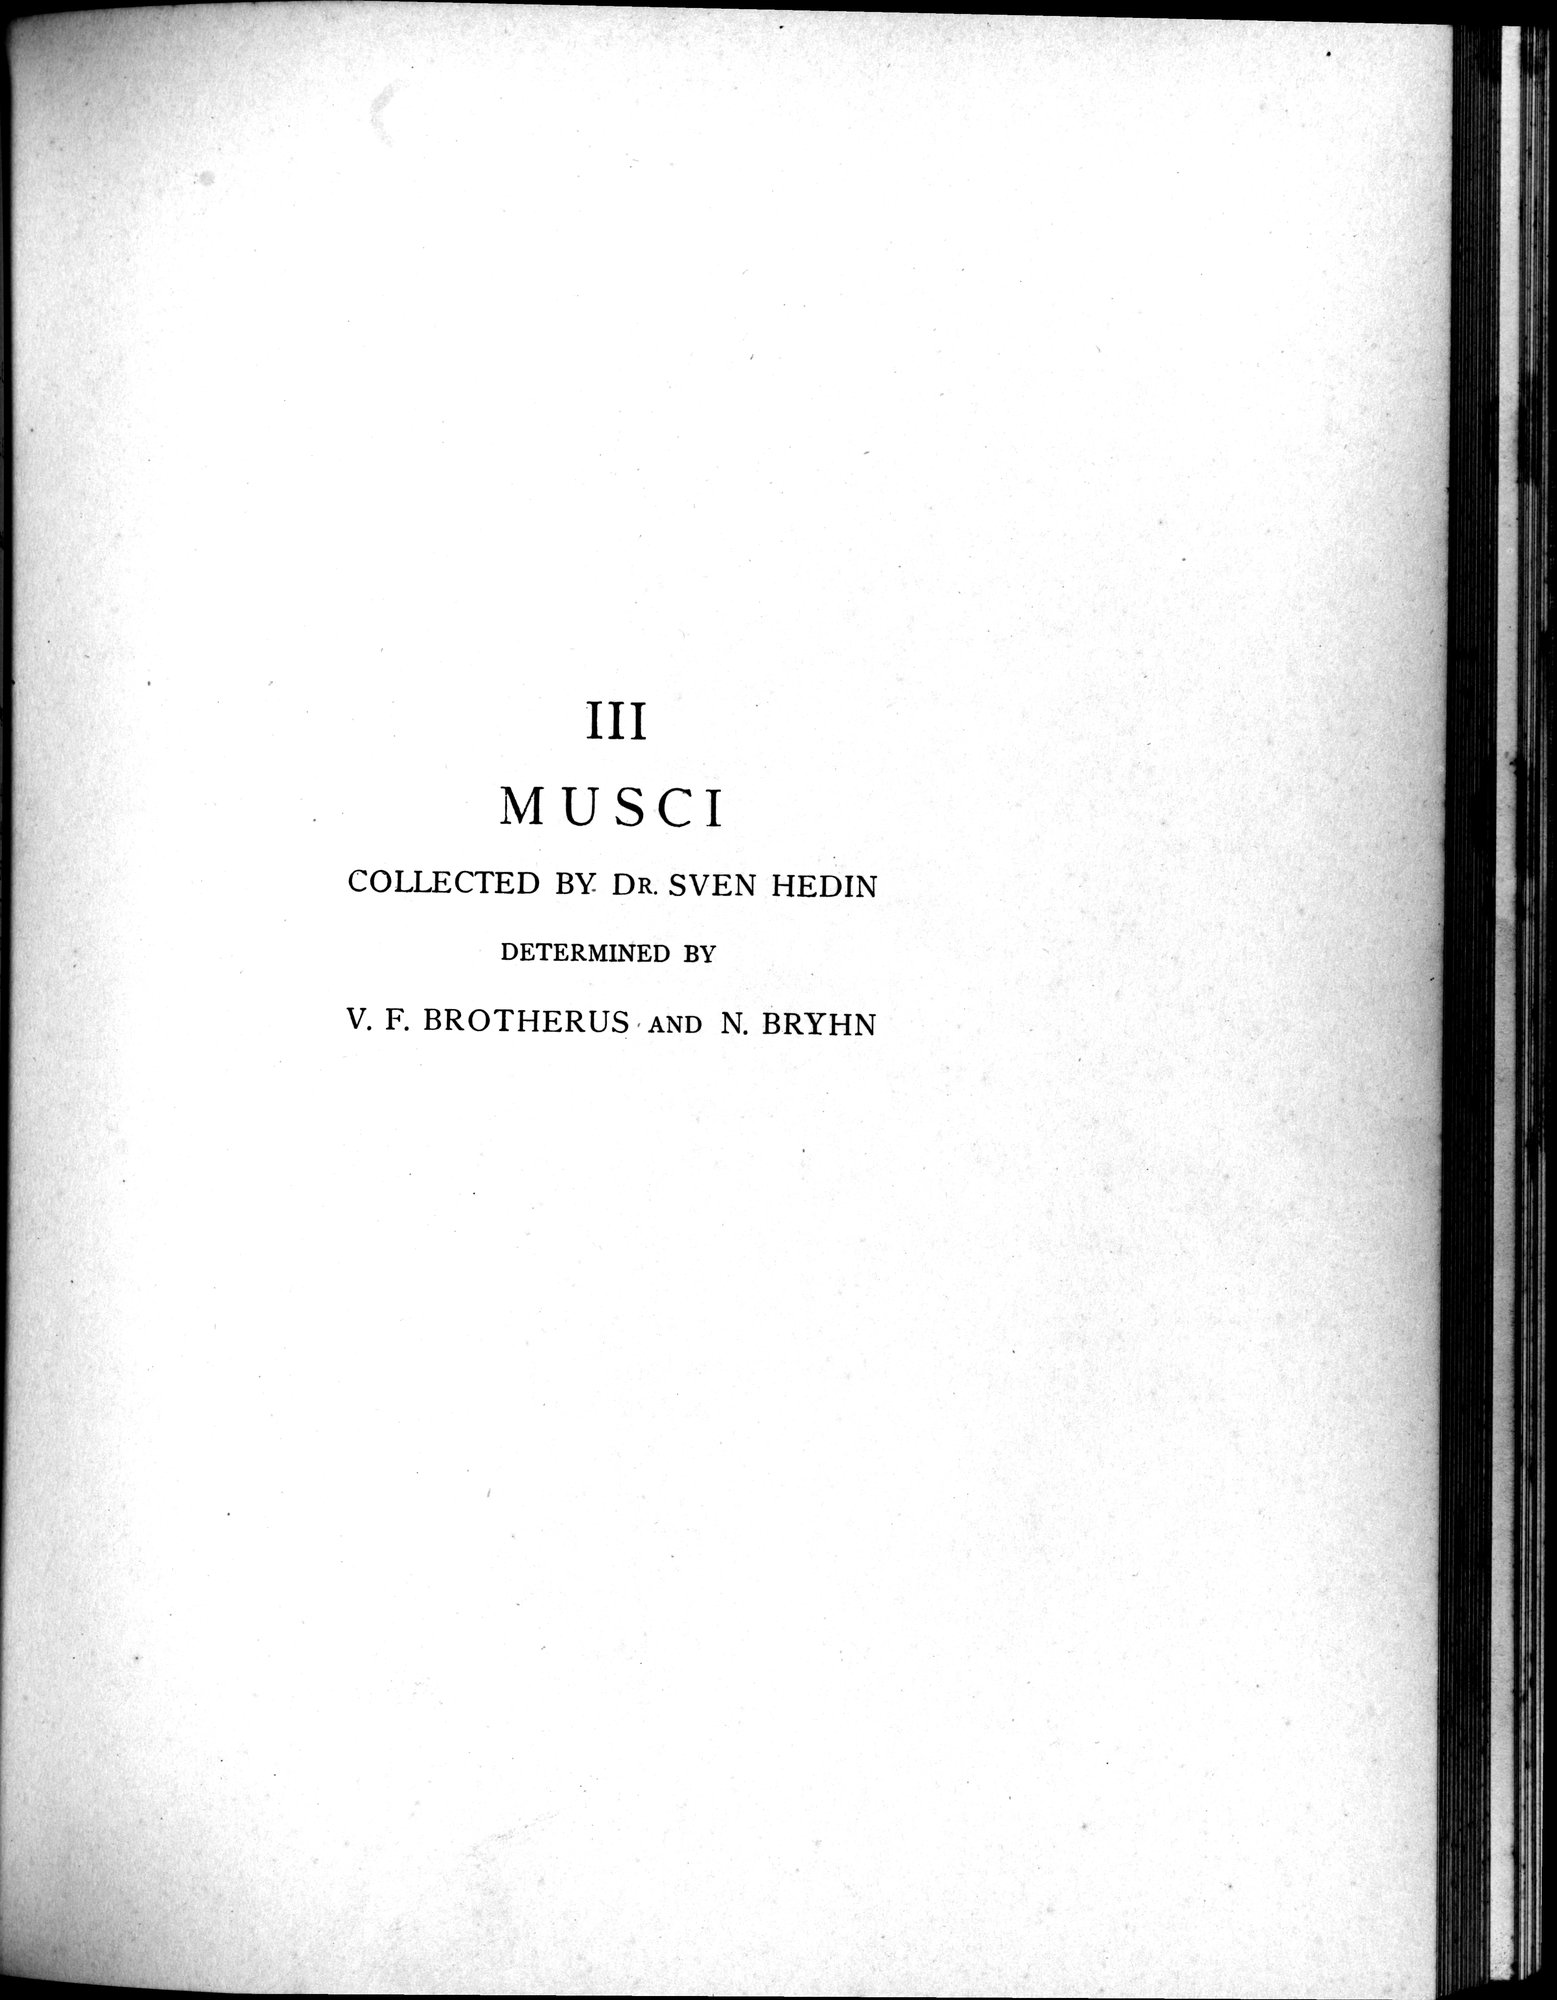 III
MUSCI
COLLECTED BY DR. SVEN HEDIN
DETERMINED BY
V. F. BROTHERUS AND N. BRYHN